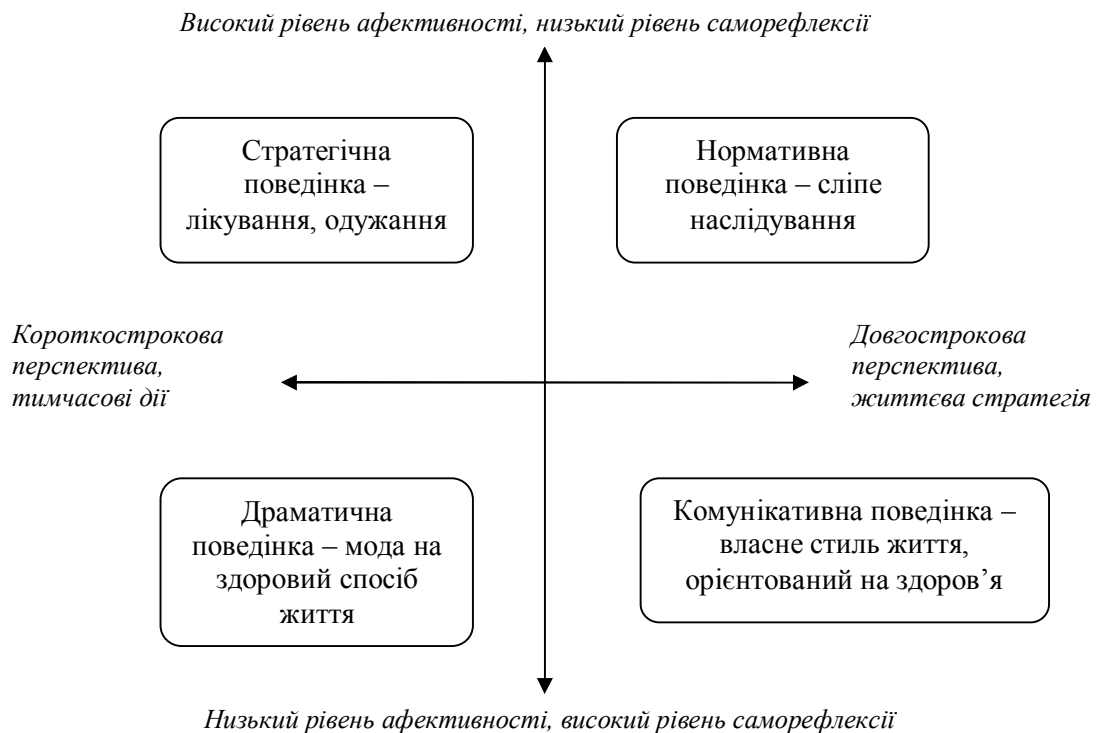 Високий рівень афективності, низький рівень саморефлексії
Стратегічна
поведінка –
лікування, одужання
Нормативна
поведінка – сліпе
наслідування
Короткострокова
перспектива,
тимчасові дії
Довгострокова
перспектива,
життєва стратегія
Драматична
поведінка – мода на
здоровий спосіб
життя
Комунікативна поведінка –
власне стиль життя,
орієнтований на здоров’я
Низький рівень афективності, високий рівень саморефлексії